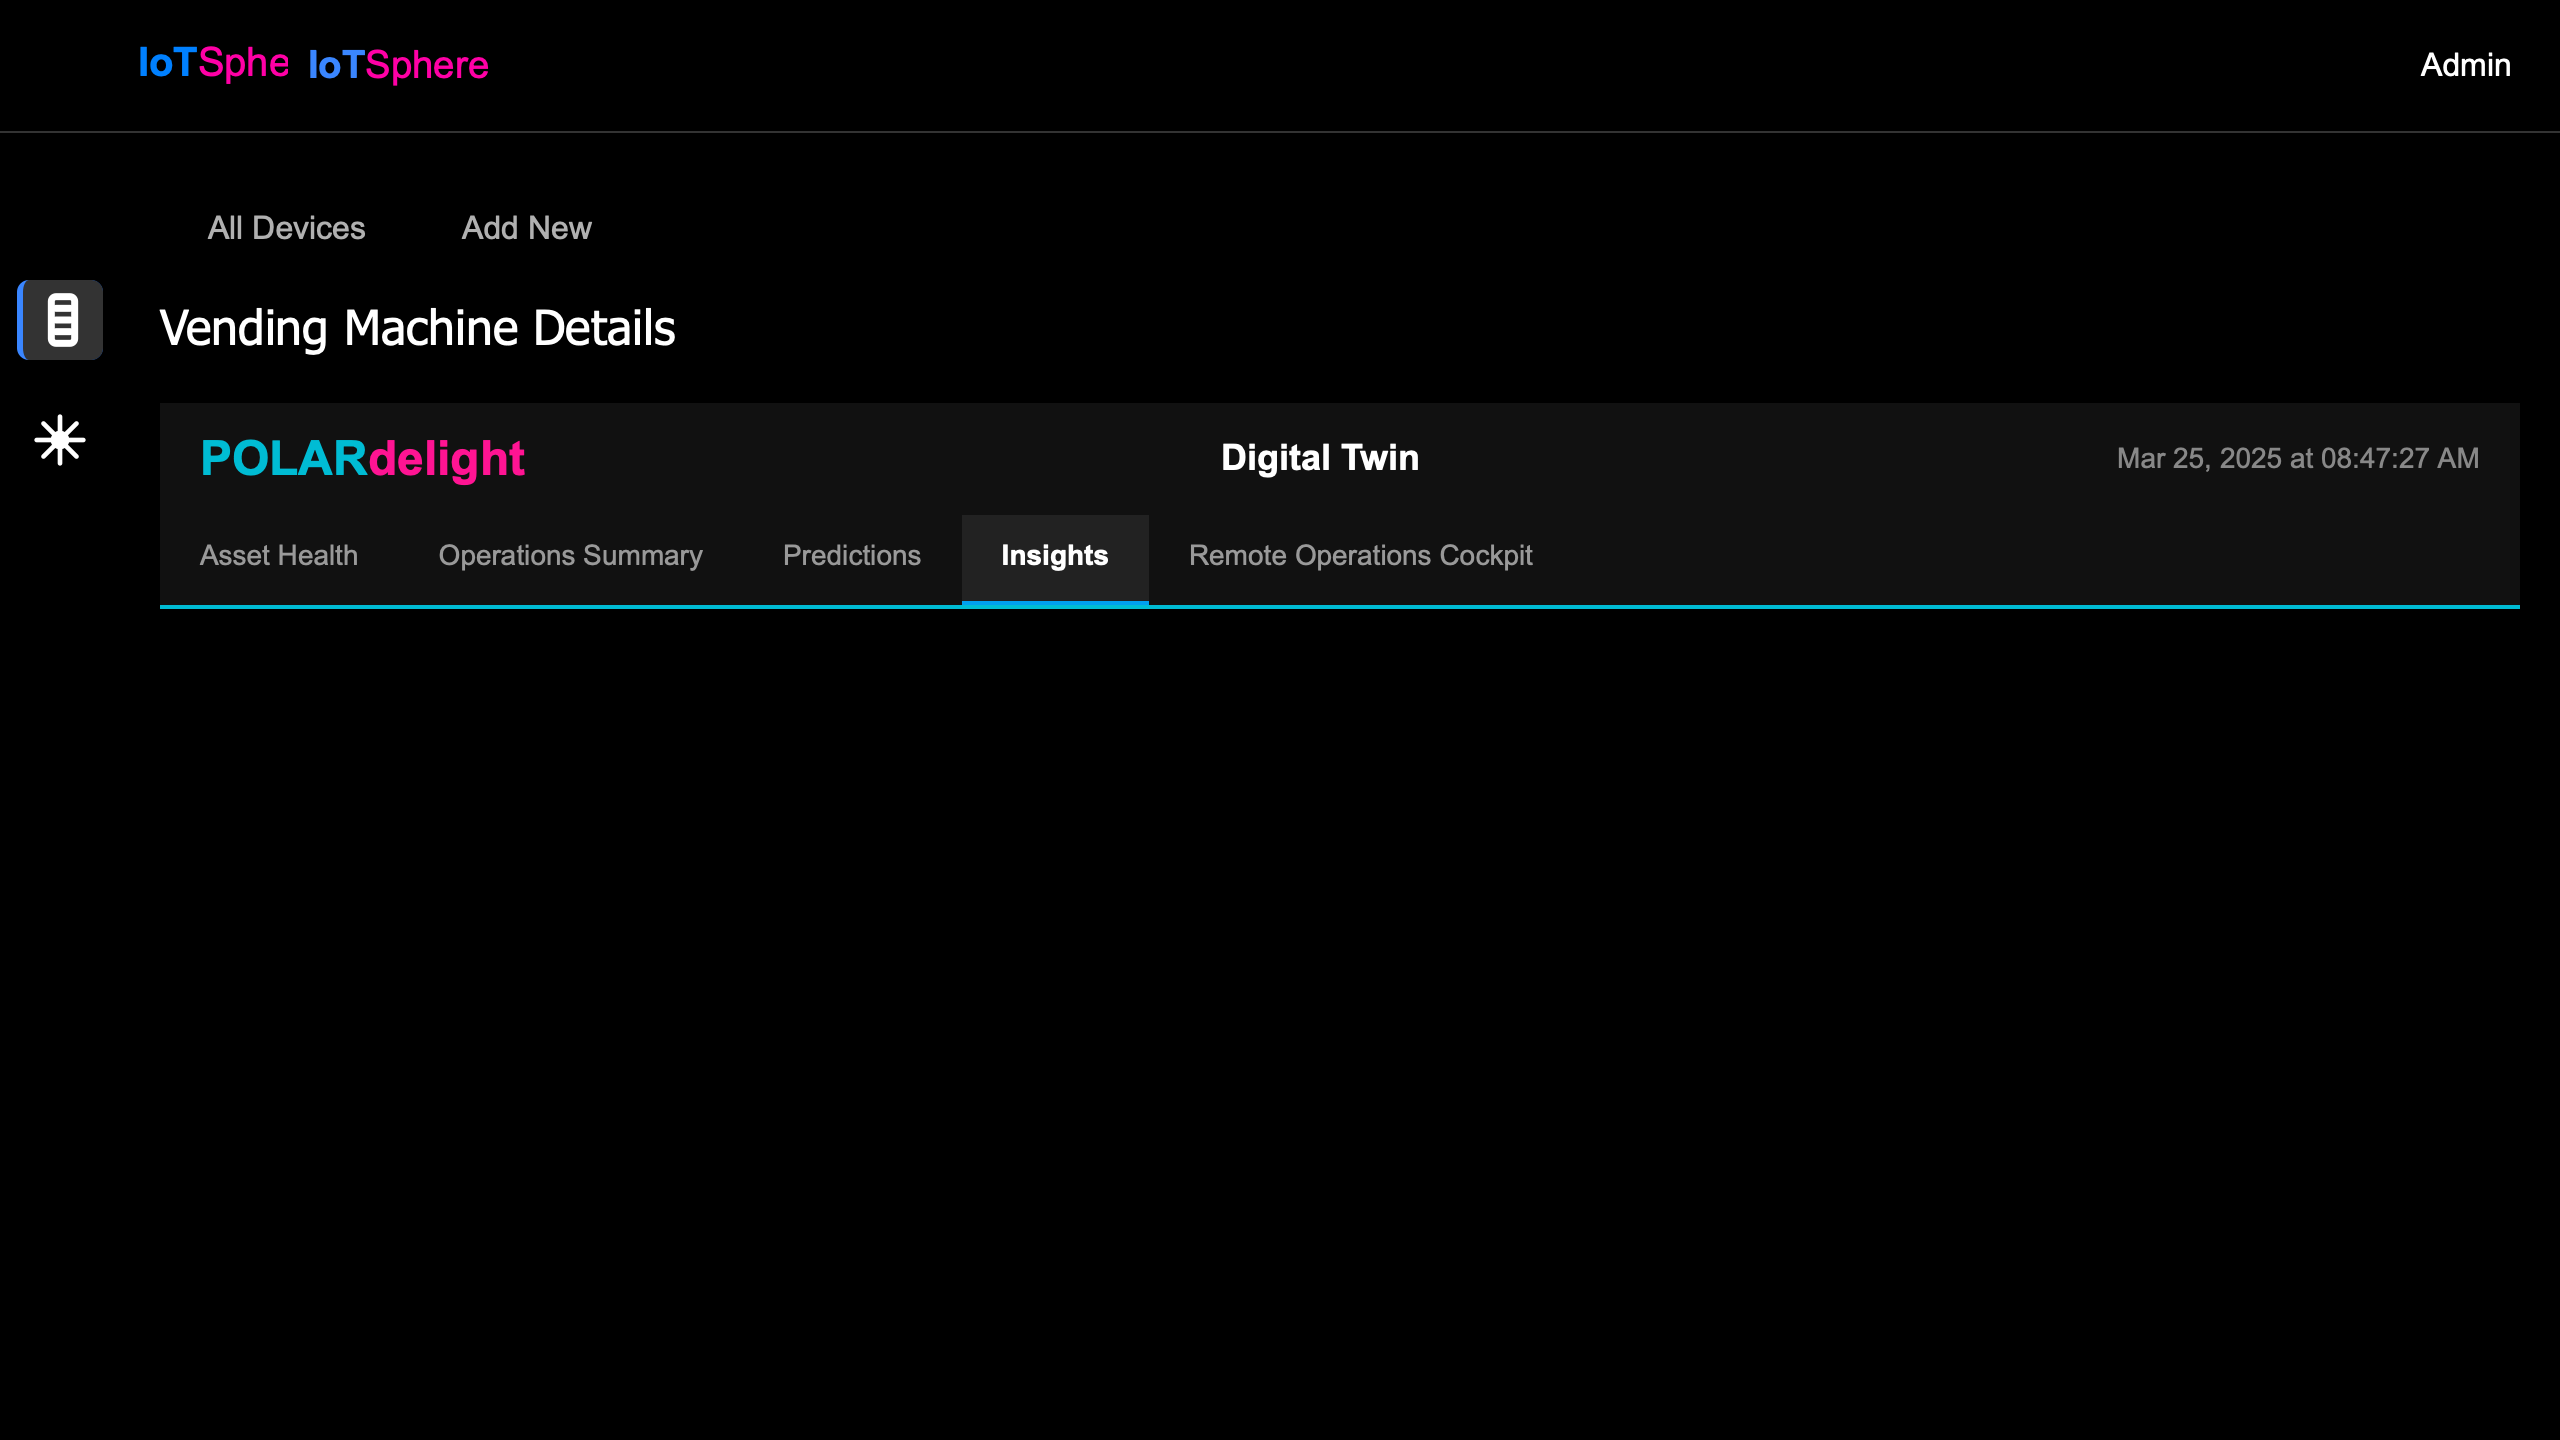 IoTSphe IoTSphere
Admin
All Devices Add New
Vending Machine Details
POLARdelight Digital Twin Mar 25, 2025 at 08:47:27 AM
Asset Health Operations Summary Predictions Insights Remote Operations Cockpit